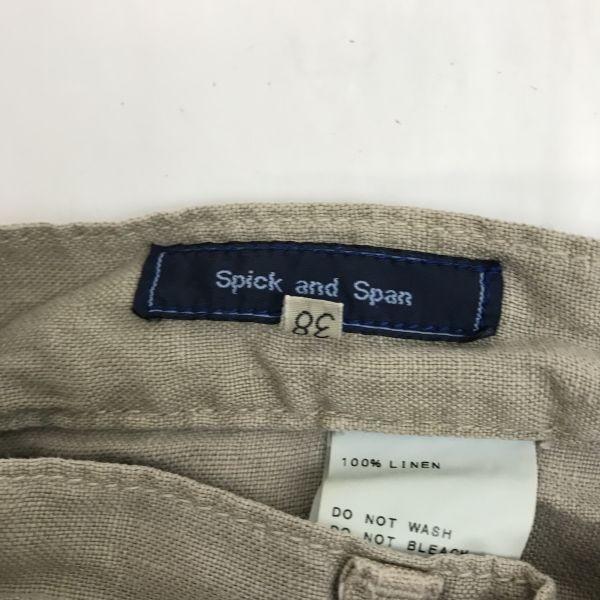 Spick and Span
38
100% LINEN
DO NOT WASH
DO NOT BLEACH